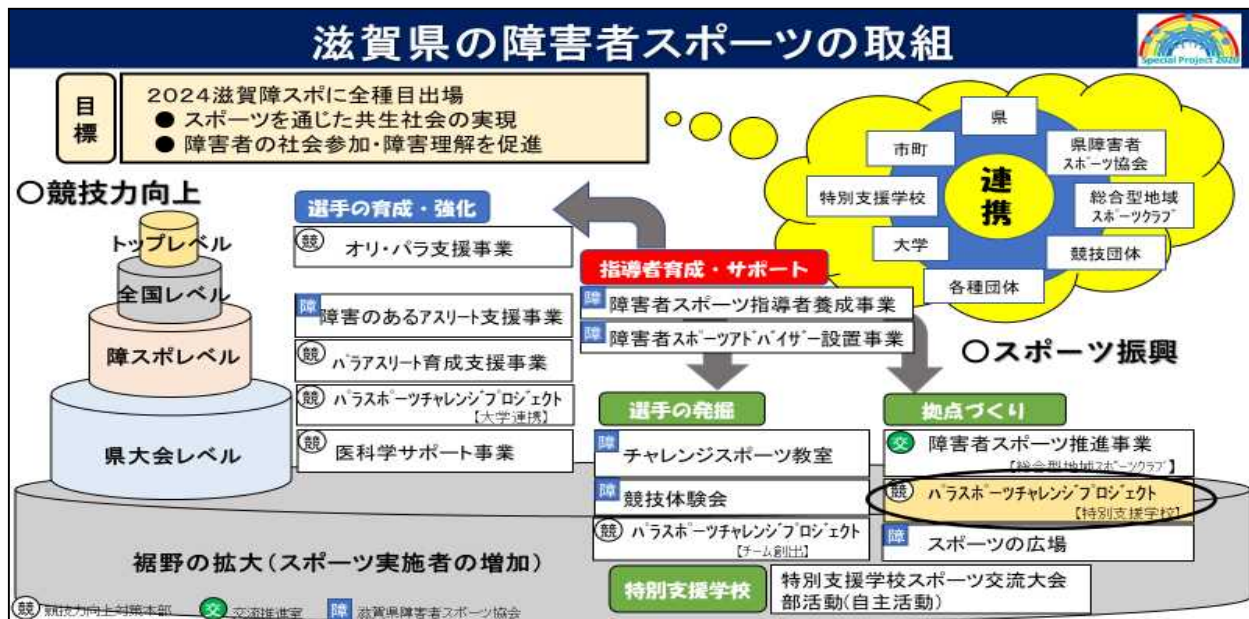 滋賀県の障害者スポーツの取組
Special Project 2020
目標
2024滋賀障スポに全種目出場
● スポーツを通じた共生社会の実現
● 障害者の社会参加・障害理解を促進
県
市町
県障害者
スポーツ協会
特別支援学校
連携
総合型地域
スポーツクラブ
大学
競技団体
各種団体
〇競技力向上
トップレベル
全国レベル
障スポレベル
県大会レベル
選手の育成・強化
競 オリ・パラ支援事業
障 障害のあるアスリート支援事業
競 パラアスリート育成支援事業
競 パラスポーツチャレンジプロジェクト
【大学連携】
競 医科学サポート事業
指導者育成・サポート
障 障害者スポーツ指導者養成事業
障 障害者スポーツアドバイザー設置事業
〇スポーツ振興
選手の発掘
障 チャレンジスポーツ教室
障 競技体験会
競 パラスポーツチャレンジプロジェクト
【チーム創出】
拠点づくり
交 障害者スポーツ推進事業
【総合型地域スポーツクラブ】
競 パラスポーツチャレンジプロジェクト
【特別支援学校】
障 スポーツの広場
裾野の拡大(スポーツ実施者の増加)
特別支援学校
特別支援学校スポーツ交流大会
部活動(自主活動)
競 競技力向上対策本部 交 交流推進室 障 滋賀県障害者スポーツ協会